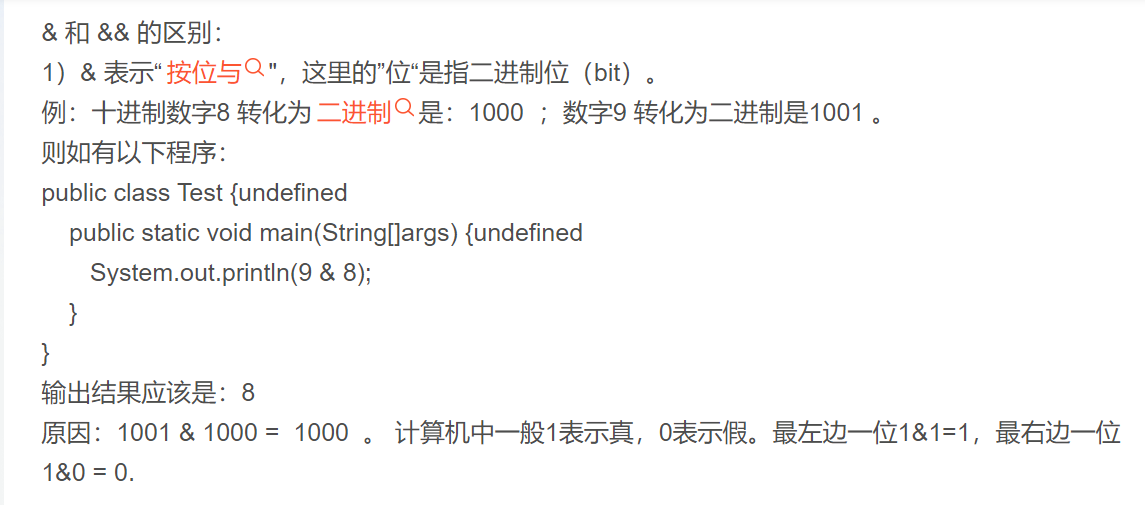 & 和 && 的区别：
1）& 表示“ 按位与 "，这里的”位“是指二进制位（bit）。
例：十进制数字8 转化为 二进制 是：1000 ；数字9 转化为二进制是1001 。
则如有以下程序：
public class Test {undefined
public static void main(String[]args) {undefined
System.out.println(9 & 8);
}
}
输出结果应该是：8
原因：1001 & 1000 = 1000 。 计算机中一般1表示真，0表示假。最左边一位1&1=1，最右边一位
1&0 = 0.